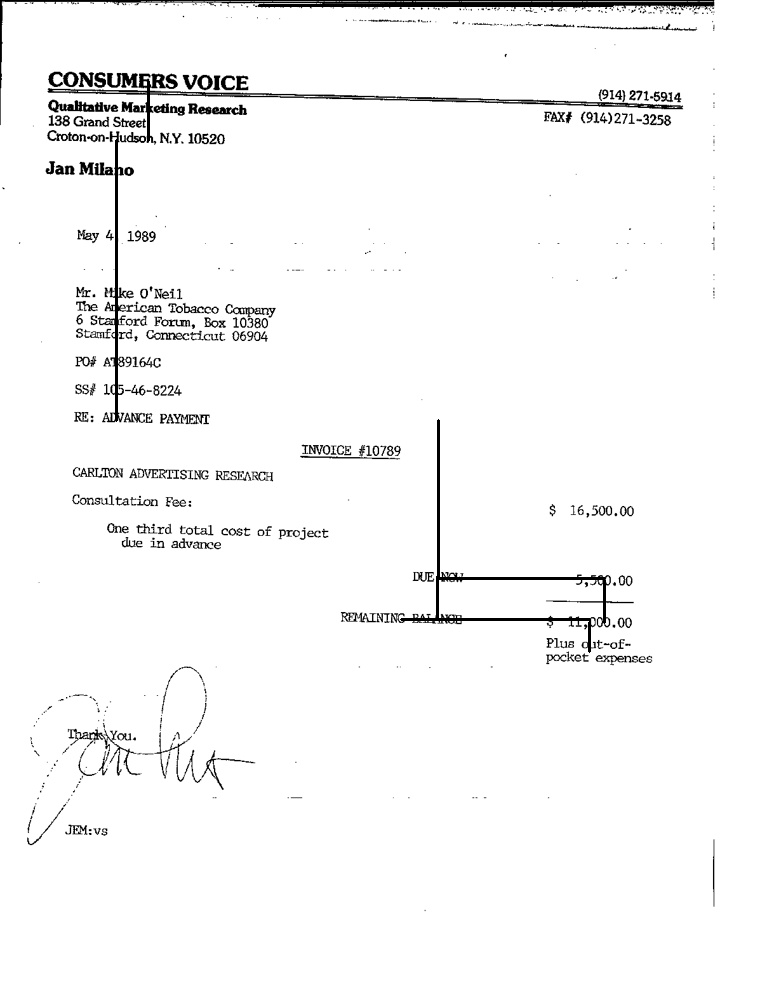 CONSUMERS VOICE
(914) 271-5914
Qualitative Marketing Research
FAX# (914)271-3258
138 Grand Street
Croton-on-Hudson, N.Y. 10520
Jan Milano
May 4, 1989
Mr. Mike O'Neil
The American Tobacco Company
6 Stamford Forum, Box 10380
Stamford, Connecticut 06904
PO# AT89164C
SS# 105-46-8224
RE: ADVANCE PAYMENT
INVOICE #10789
CARLTON ADVERTISING RESEARCH
Consultation Fee:
$ 16,500.00
One third total cost of project
due in advance
DUE NOW 5,500.00
REMAINING BALANCE $ 11,000.00
Plus out-of-
pocket expenses
Thank You.
JEM:vs